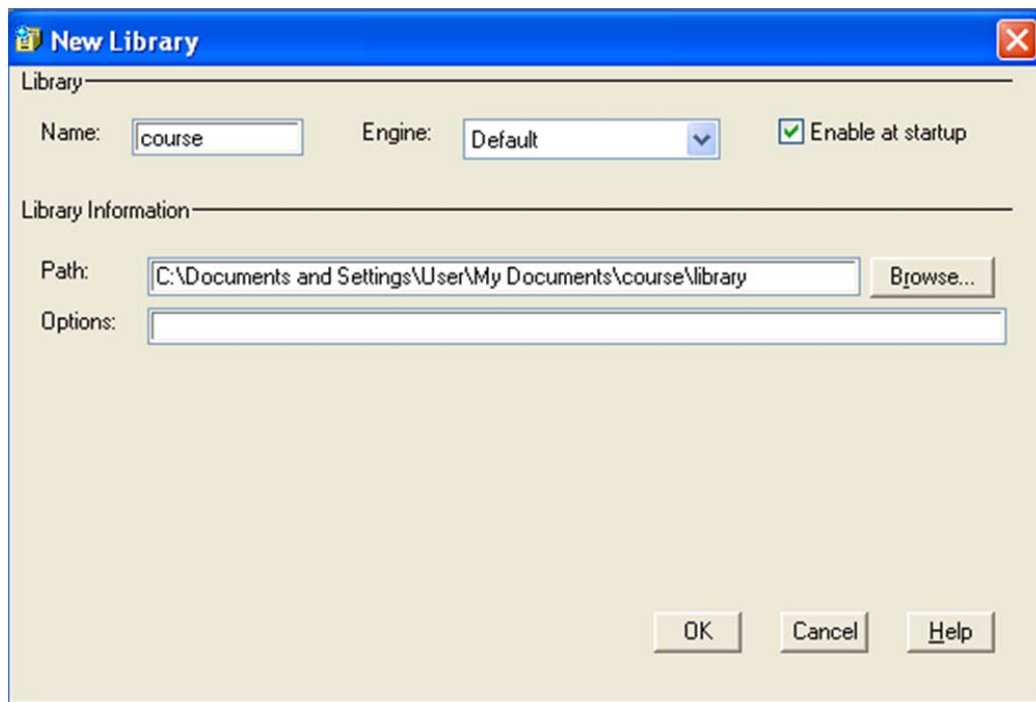 New Library
Library
Name: course Engine: Default Enable at startup
Library Information
Path: C:\Documents and Settings\User\My Documents\course\library Browse...
Options:
OK Cancel Help